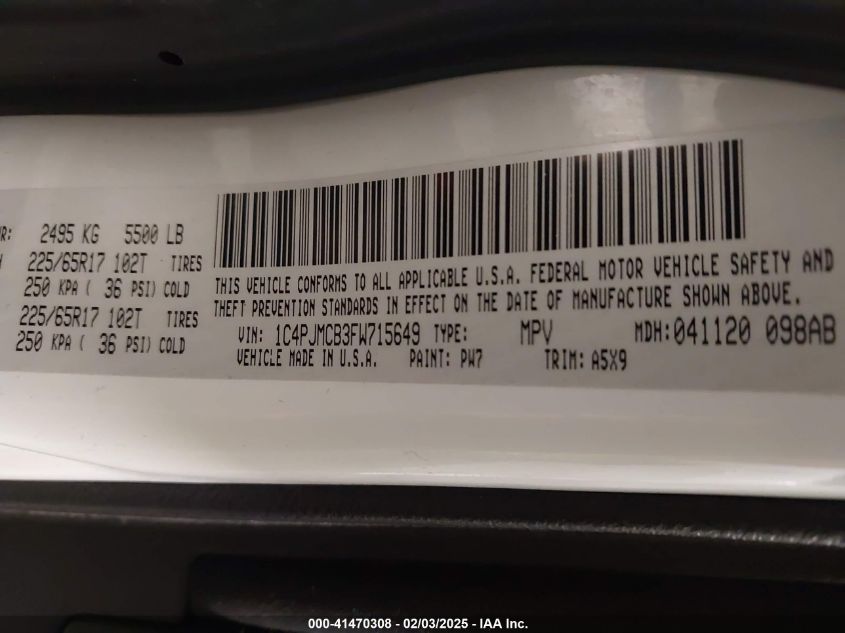 2495 KG 5500 LB
225/65R17 102T TIRES
250 KPA ( 36 PSI) COLD
225/65R17 102T TIRES
250 KPA ( 36 PSI) COLD
THIS VEHICLE CONFORMS TO ALL APPLICABLE U.S.A. FEDERAL MOTOR VEHICLE SAFETY AND
THEFT PREVENTION STANDARDS IN EFFECT ON THE DATE OF MANUFACTURE SHOWN ABOVE.
VIN: 1C4PJMCB3FW715649 TYPE: MPV MDH: 041120 098AB
VEHICLE MADE IN U.S.A. PAINT: PW7 TRIM: A5X9
000-41470308 - 02/03/2025 - IAA Inc.